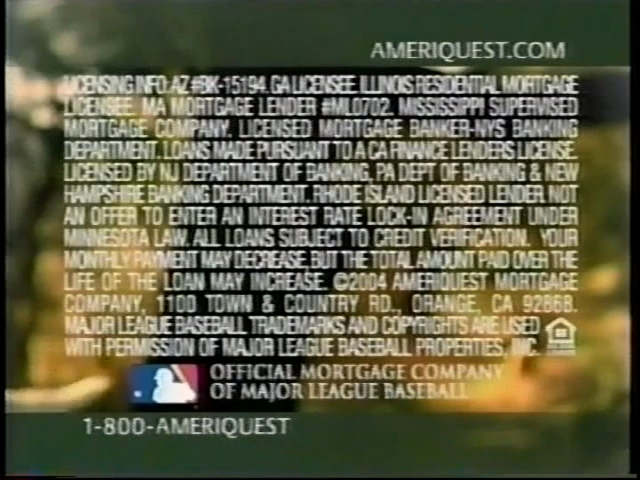 AMERIQUEST.COM
LICENSING INFO: AZ #BK-15194. GA LICENSEE. ILLINOIS RESIDENTIAL MORTGAGE
LICENSEE. MA MORTGAGE LENDER #ML0702. MISSISSIPPI SUPERVISED
MORTGAGE COMPANY. LICENSED MORTGAGE BANKER-NYS BANKING
DEPARTMENT. LOANS MADE PURSUANT TO A CA FINANCE LENDERS LICENSE.
LICENSED BY NJ DEPARTMENT OF BANKING, PA DEPT OF BANKING & NEW
HAMPSHIRE BANKING DEPARTMENT. RHODE ISLAND LICENSED LENDER. NOT
AN OFFER TO ENTER AN INTEREST RATE LOCK-IN AGREEMENT UNDER
MINNESOTA LAW. ALL LOANS SUBJECT TO CREDIT VERIFICATION. YOUR
MONTHLY PAYMENT MAY DECREASE, BUT THE TOTAL AMOUNT PAID OVER THE
LIFE OF THE LOAN MAY INCREASE. ©2004 AMERIQUEST MORTGAGE
COMPANY, 1100 TOWN & COUNTRY RD., ORANGE, CA 92868.
MAJOR LEAGUE BASEBALL TRADEMARKS AND COPYRIGHTS ARE USED
WITH PERMISSION OF MAJOR LEAGUE BASEBALL PROPERTIES, INC.
OFFICIAL MORTGAGE COMPANY
OF MAJOR LEAGUE BASEBALL
1-800-AMERIQUEST